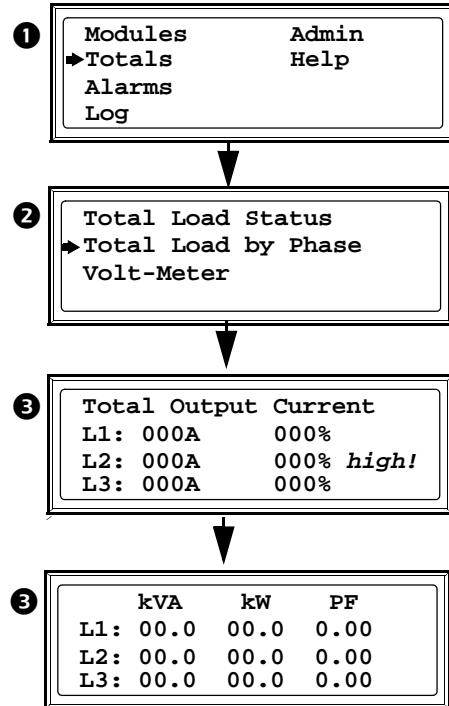 ❶
Modules Admin
Totals Help
Alarms
Log
❷
Total Load Status
Total Load by Phase
Volt-Meter
❸
Total Output Current
L1: 000A 000%
L2: 000A 000% high!
L3: 000A 000%
❸
kVA kW PF
L1: 00.0 00.0 0.00
L2: 00.0 00.0 0.00
L3: 00.0 00.0 0.00